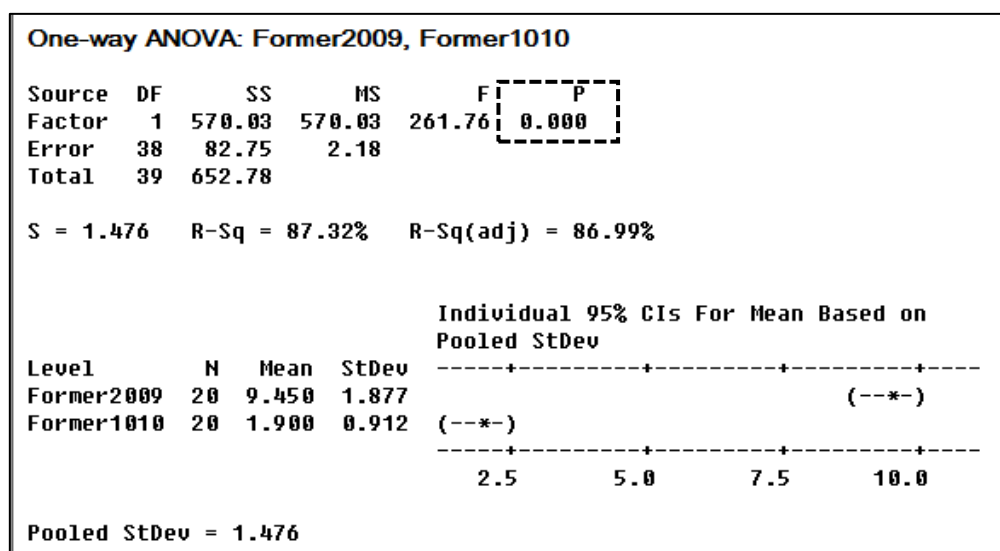 One-way ANOVA: Former2009, Former1010
Source DF SS MS F P
Factor 1 570.03 570.03 261.76 0.000
Error 38 82.75 2.18
Total 39 652.78
S = 1.476 R-Sq = 87.32% R-Sq(adj) = 86.99%
Individual 95% CIs For Mean Based on
Pooled StDev
Level N Mean StDev -----+---------+---------+---------+----
Former2009 20 9.450 1.877 (--*-)
Former1010 20 1.900 0.912 (--*-)
-----+---------+---------+---------+----
2.5 5.0 7.5 10.0
Pooled StDev = 1.476